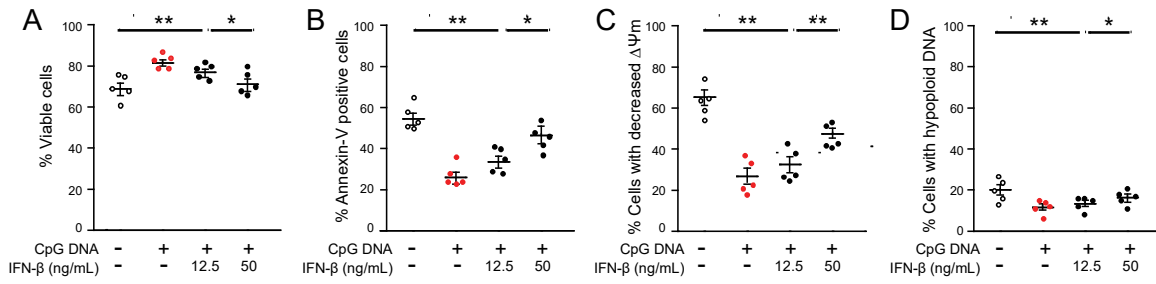 A
** *
% Viable cells
100
80
60
40
20
0
CpG DNA - + + +
IFN-β (ng/mL) - - 12.5 50
B
** *
% Annexin-V positive cells
100
80
60
40
20
0
CpG DNA - + + +
IFN-β (ng/mL) - - 12.5 50
C
** **
% Cells with decreased ΔΨm
100
80
60
40
20
0
CpG DNA - + + +
IFN-β (ng/mL) - - 12.5 50
D
** *
% Cells with hypoploid DNA
100
80
60
40
20
0
CpG DNA - + + +
IFN-β (ng/mL) - - 12.5 50